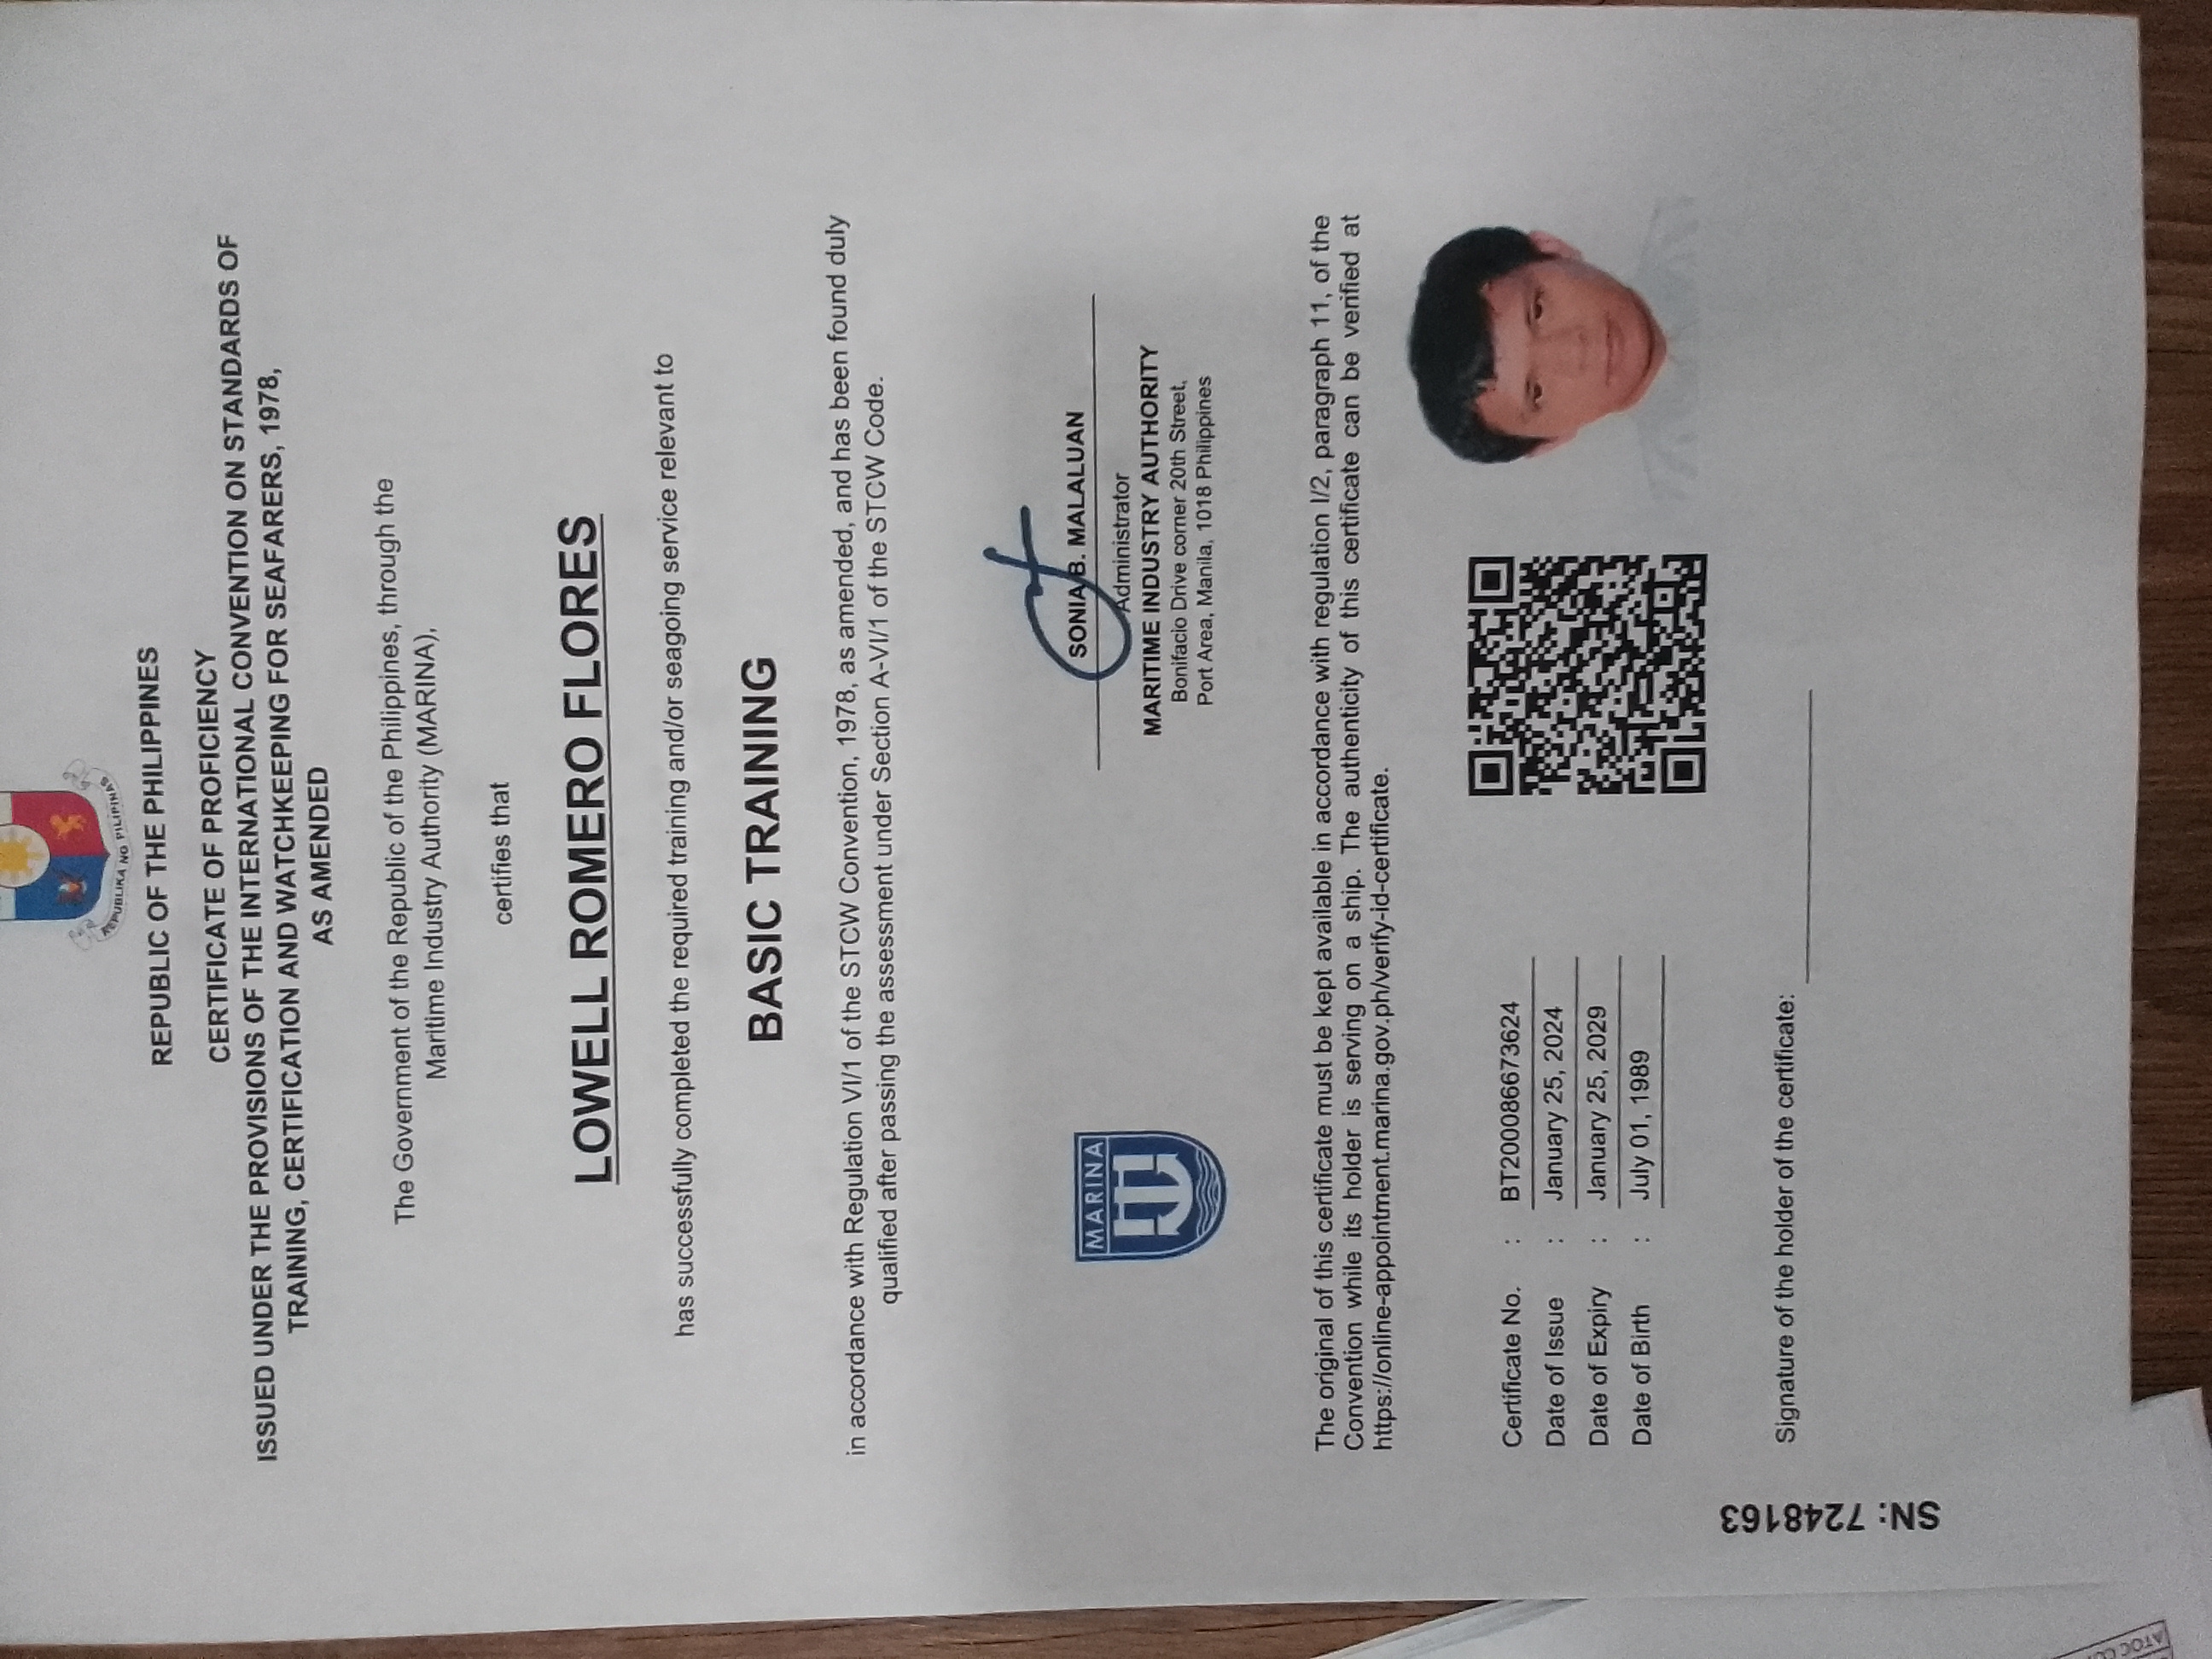 REPUBLIKA NG PILIPINAS
REPUBLIC OF THE PHILIPPINES
CERTIFICATE OF PROFICIENCY
ISSUED UNDER THE PROVISIONS OF THE INTERNATIONAL CONVENTION ON STANDARDS OF
TRAINING, CERTIFICATION AND WATCHKEEPING FOR SEAFARERS, 1978,
AS AMENDED
The Government of the Republic of the Philippines, through the
Maritime Industry Authority (MARINA),
certifies that
LOWELL ROMERO FLORES
has successfully completed the required training and/or seagoing service relevant to
BASIC TRAINING
in accordance with Regulation VI/1 of the STCW Convention, 1978, as amended, and has been found duly
qualified after passing the assessment under Section A-VI/1 of the STCW Code.
MARINA
SONIA B. MALALUAN
Administrator
MARITIME INDUSTRY AUTHORITY
Bonifacio Drive corner 20th Street,
Port Area, Manila, 1018 Philippines
The original of this certificate must be kept available in accordance with regulation I/2, paragraph 11, of the
Convention while its holder is serving on a ship. The authenticity of this certificate can be verified at
https://online-appointment.marina.gov.ph/verify-id-certificate.
Certificate No. : BT200086673624
Date of Issue : January 25, 2024
Date of Expiry : January 25, 2029
Date of Birth : July 01, 1989
Signature of the holder of the certificate:
SN: 7248163